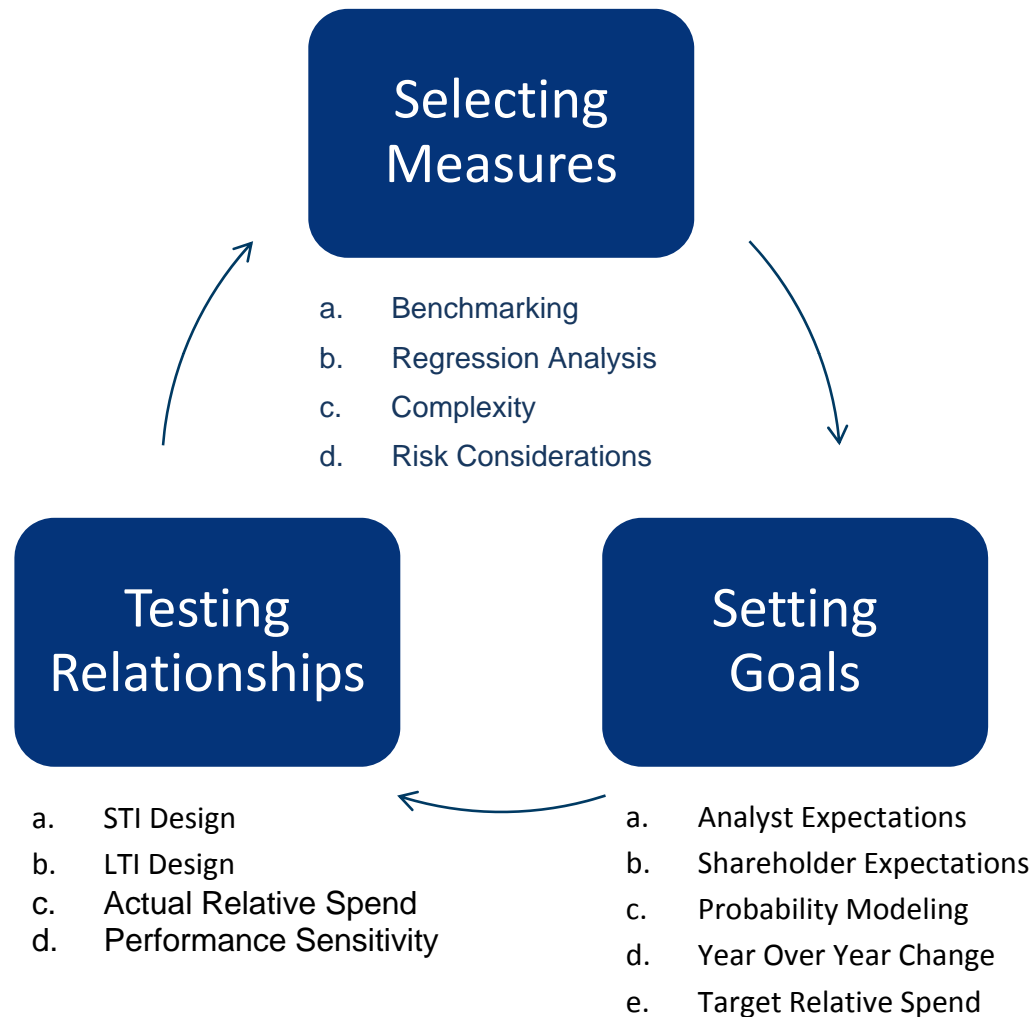 Selecting
Measures
a. Benchmarking
b. Regression Analysis
c. Complexity
d. Risk Considerations
Testing
Relationships
a. STI Design
b. LTI Design
c. Actual Relative Spend
d. Performance Sensitivity
Setting
Goals
a. Analyst Expectations
b. Shareholder Expectations
c. Probability Modeling
d. Year Over Year Change
e. Target Relative Spend